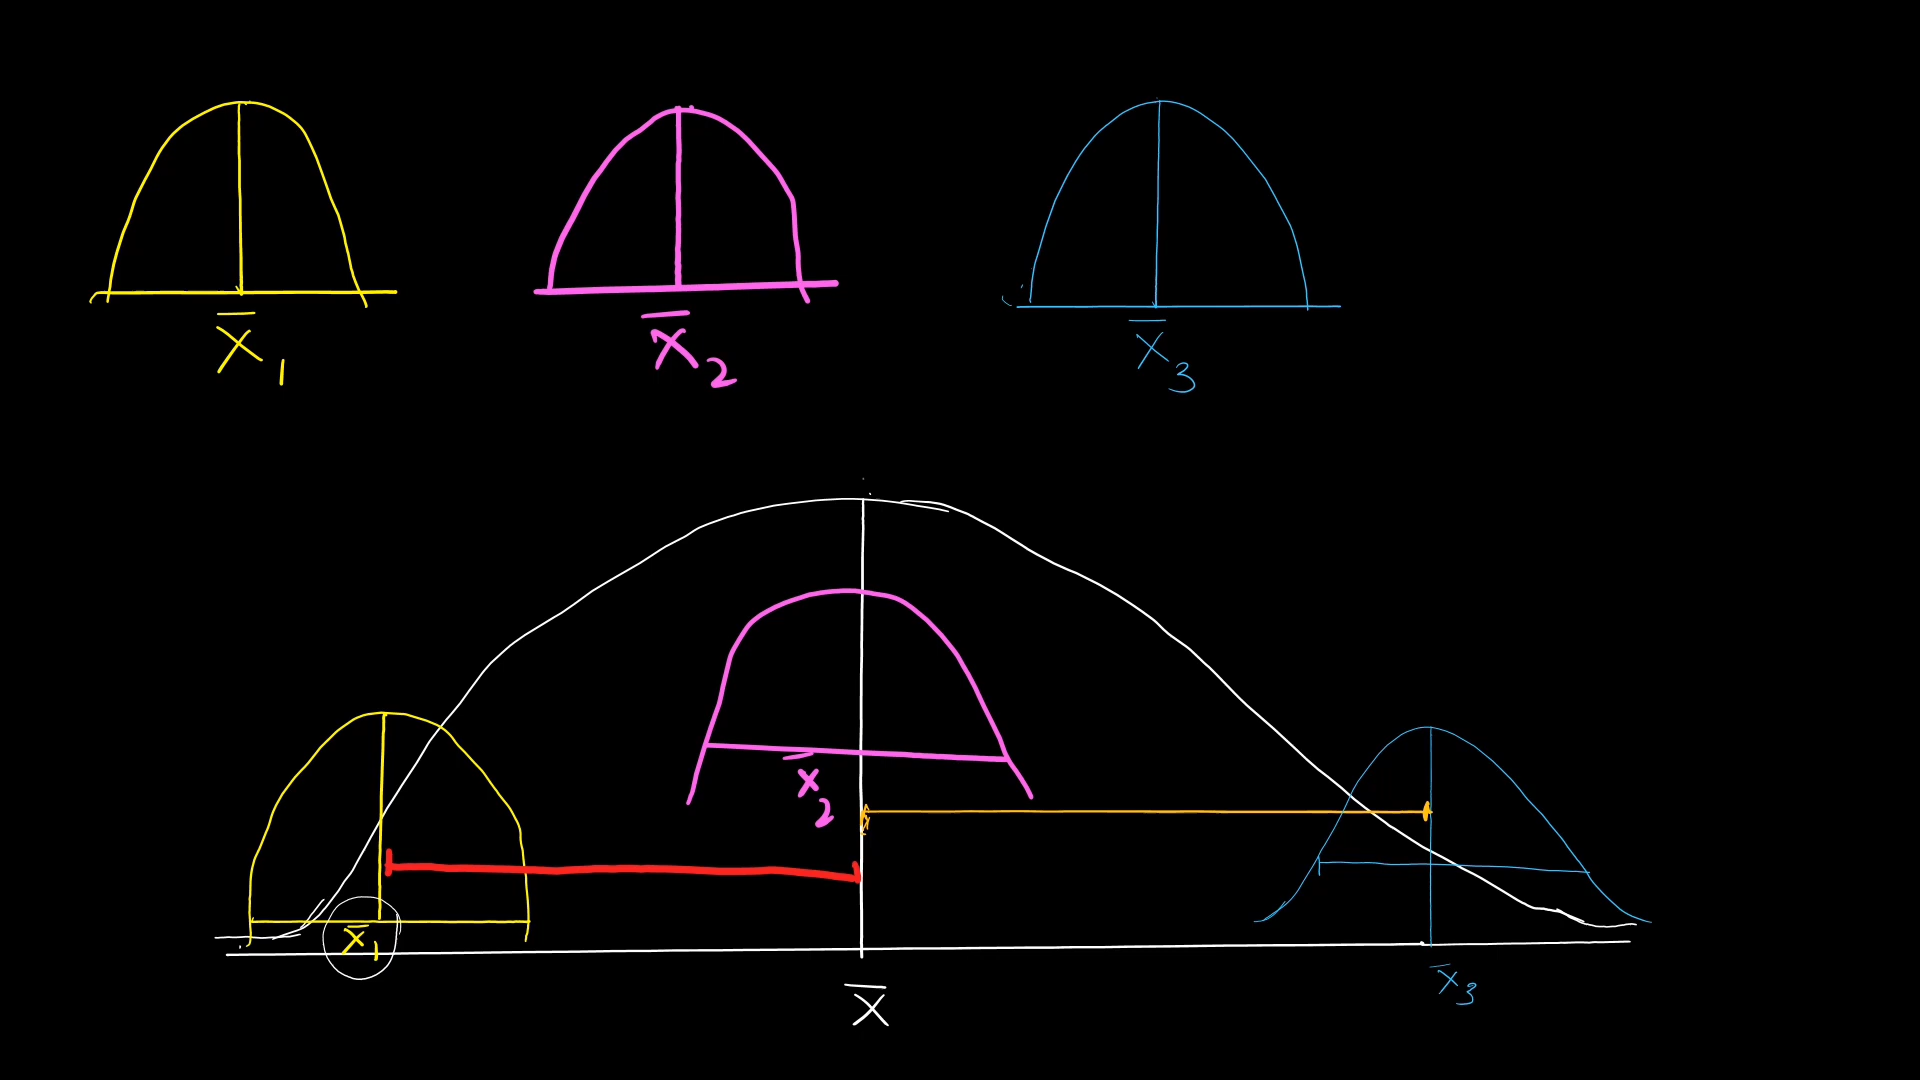 X̅₁ X̅₂ X̅₃
x̅₂
x̅₁
X̅ x̅₃